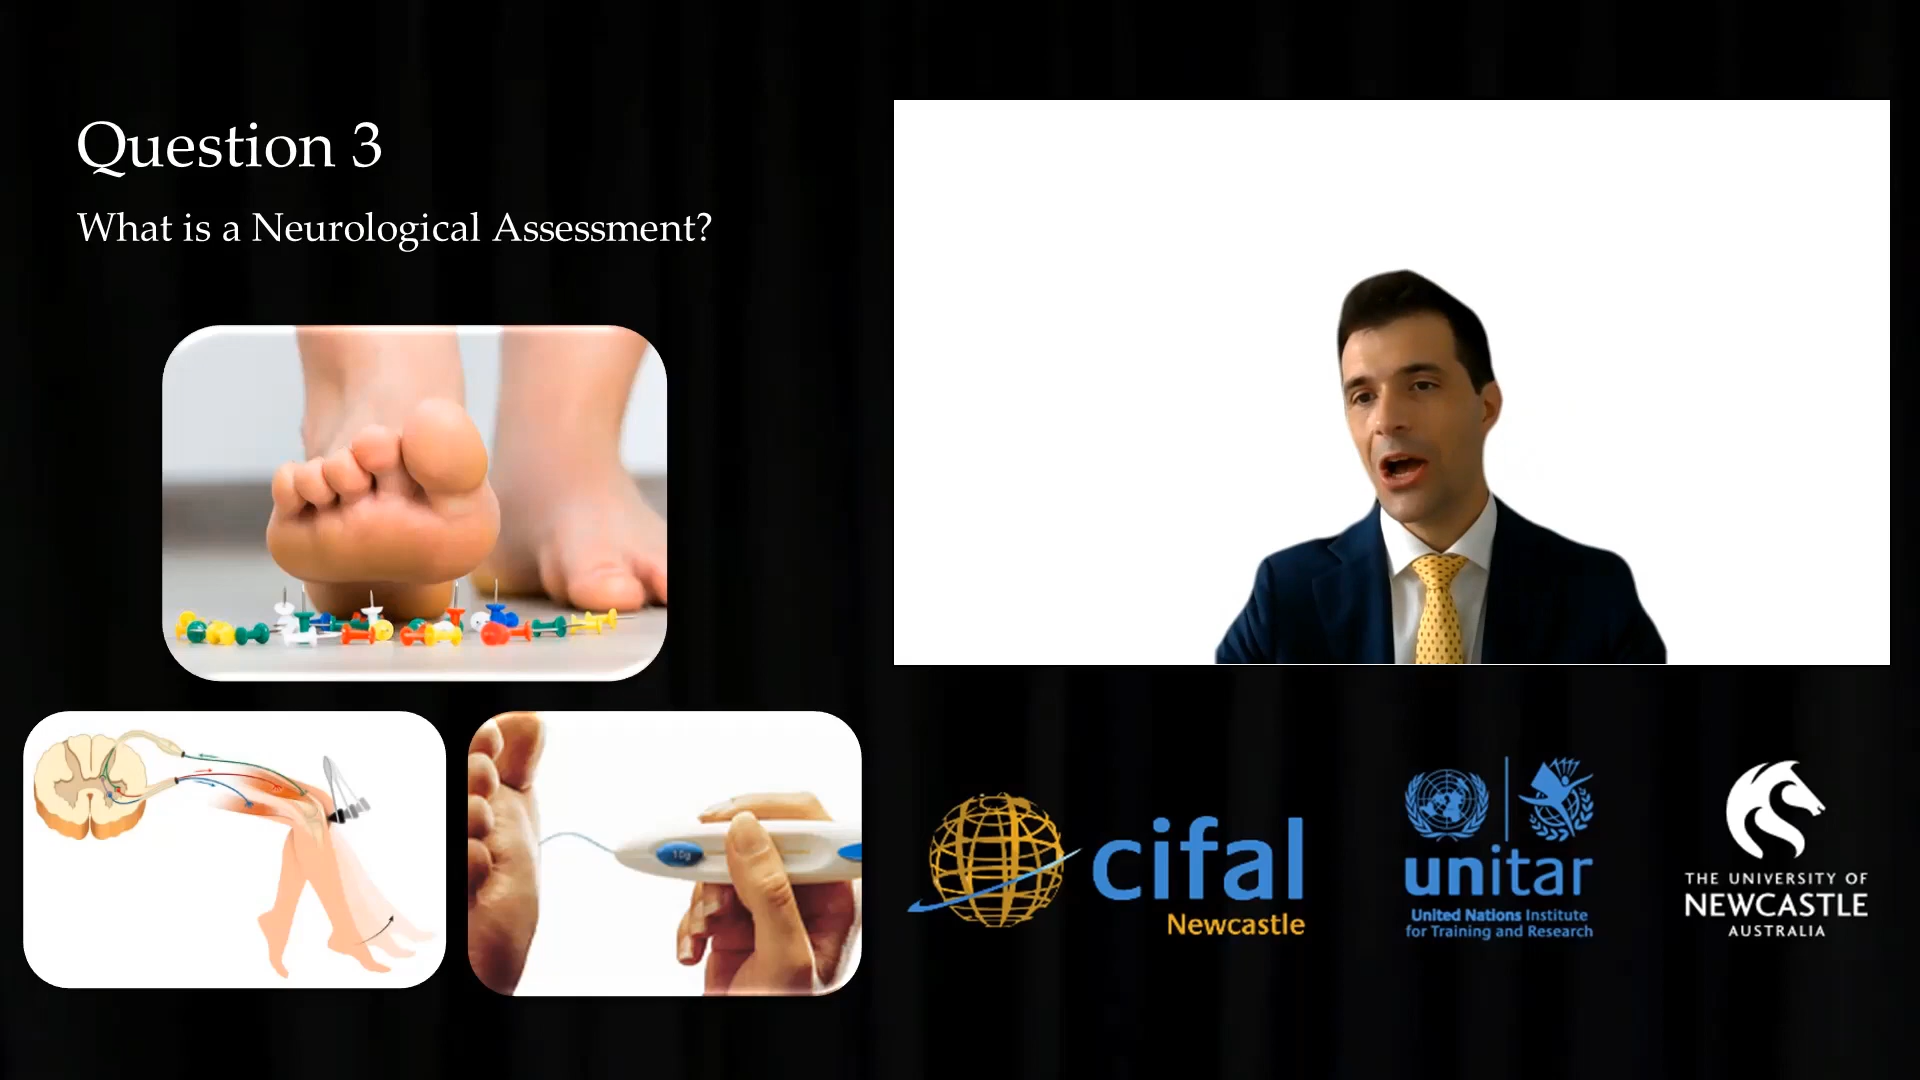 Question 3
What is a Neurological Assessment?
10g
cifal
Newcastle
unitar
United Nations Institute
for Training and Research
THE UNIVERSITY OF
NEWCASTLE
AUSTRALIA